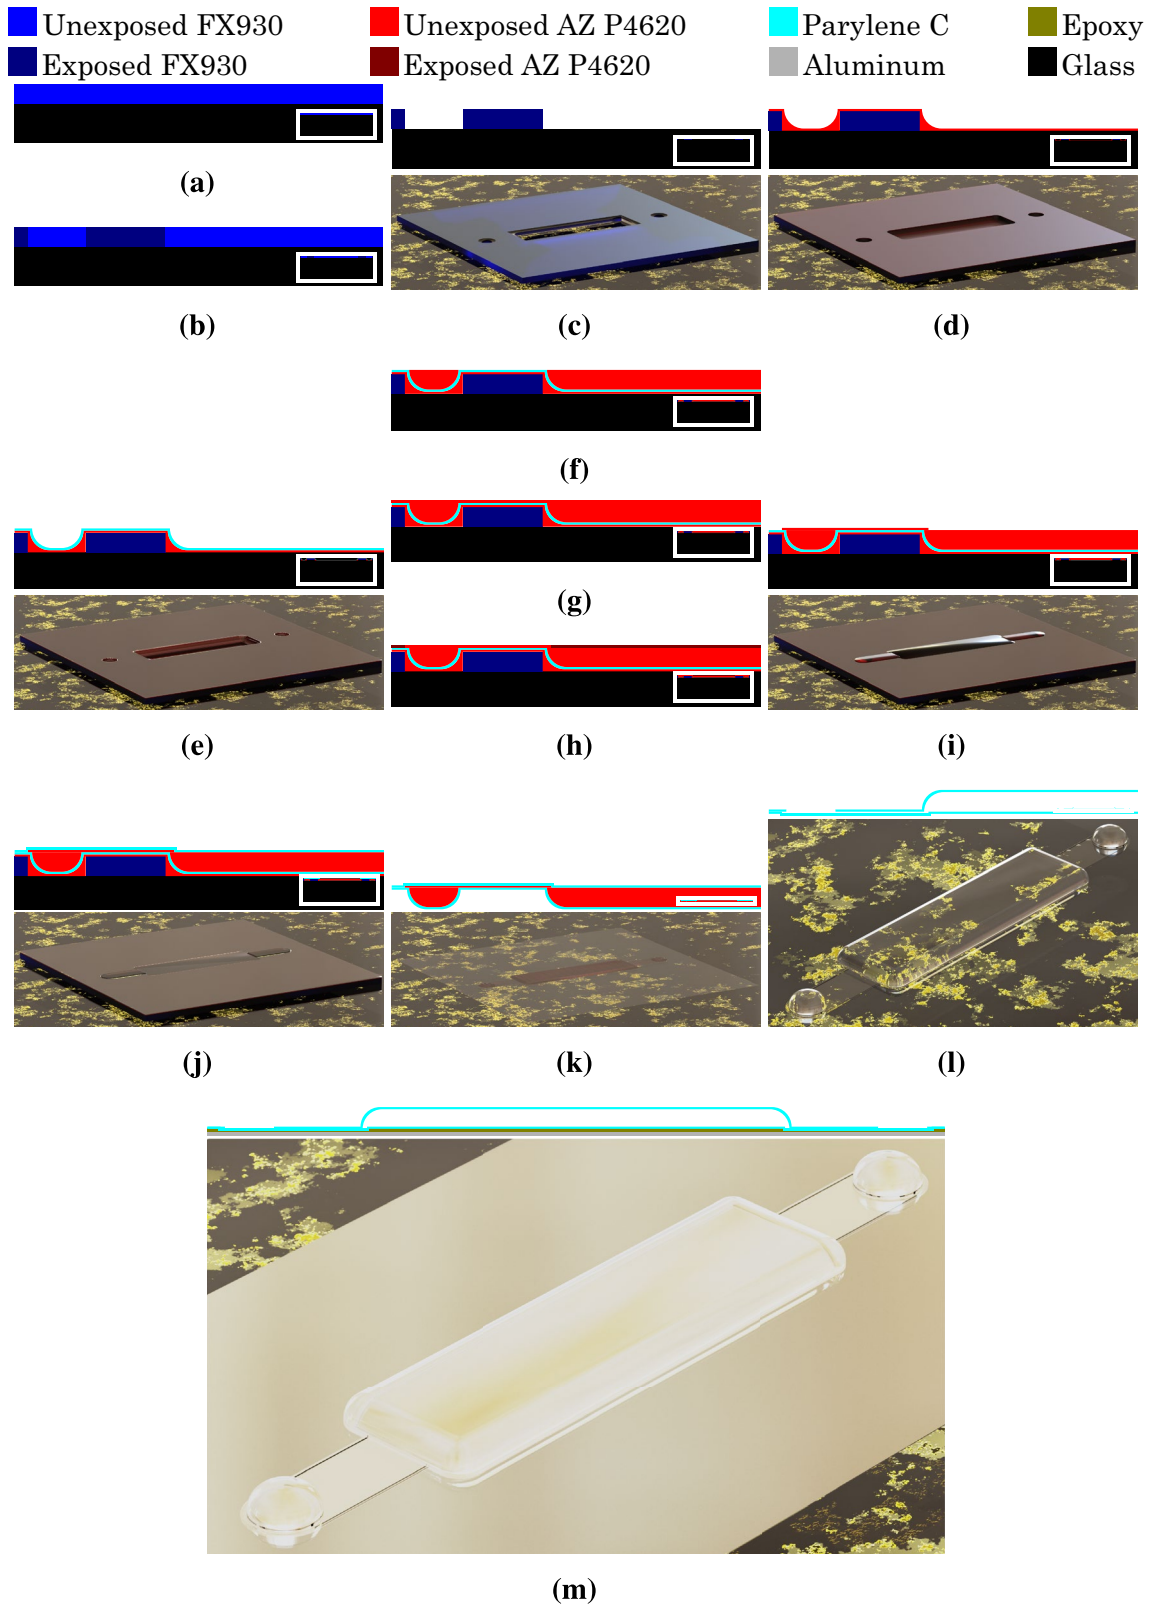 Unexposed FX930 Unexposed AZ P4620 Parylene C Epoxy
Exposed FX930 Exposed AZ P4620 Aluminum Glass
(a)
(b) (c) (d)
(f)
(g)
(e) (h) (i)
(j) (k) (l)
(m)